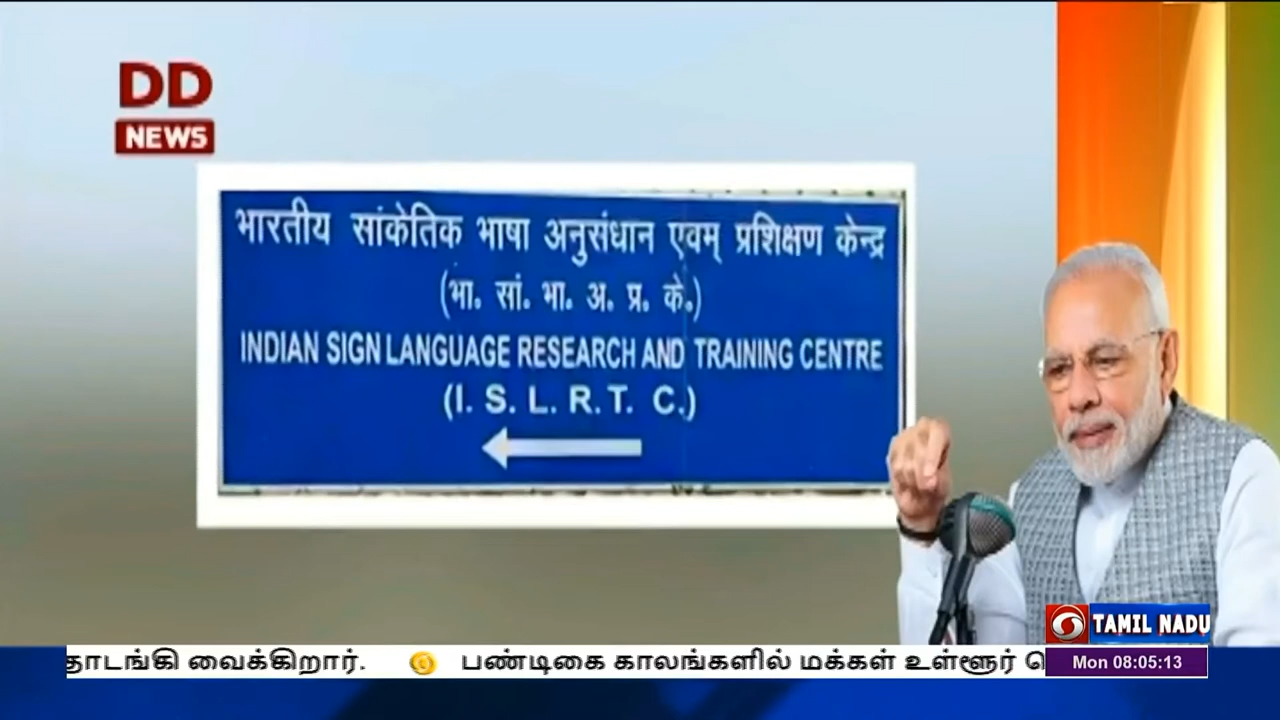 DD
NEWS
भारतीय सांकेतिक भाषा अनुसंधान एवम् प्रशिक्षण केन्द्र
(भा. सां. भा. अ. प्र. के.)
INDIAN SIGN LANGUAGE RESEARCH AND TRAINING CENTRE
(I. S. L. R. T. C.)
TAMIL NADU
வைக்கிறார். பண்டிகை காலங்களில் மக்கள் உள்ளூர்
Mon 08:05:13